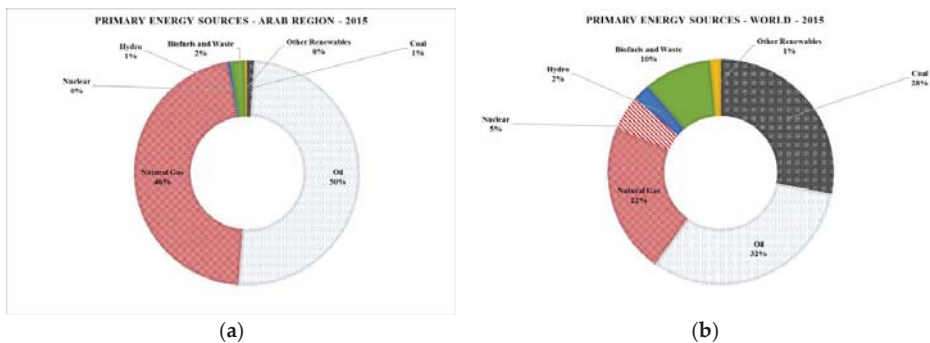 PRIMARY ENERGY SOURCES - ARAB REGION - 2015
Hydro
1%
Biofuels and Waste
2%
Other Renewables
0%
Coal
1%
Nuclear
0%
Natural Gas
46%
Oil
50%
(a)
PRIMARY ENERGY SOURCES - WORLD - 2015
Other Renewables
1%
Biofuels and Waste
10%
Hydro
2%
Coal
28%
Nuclear
5%
Natural Gas
22%
Oil
32%
(b)